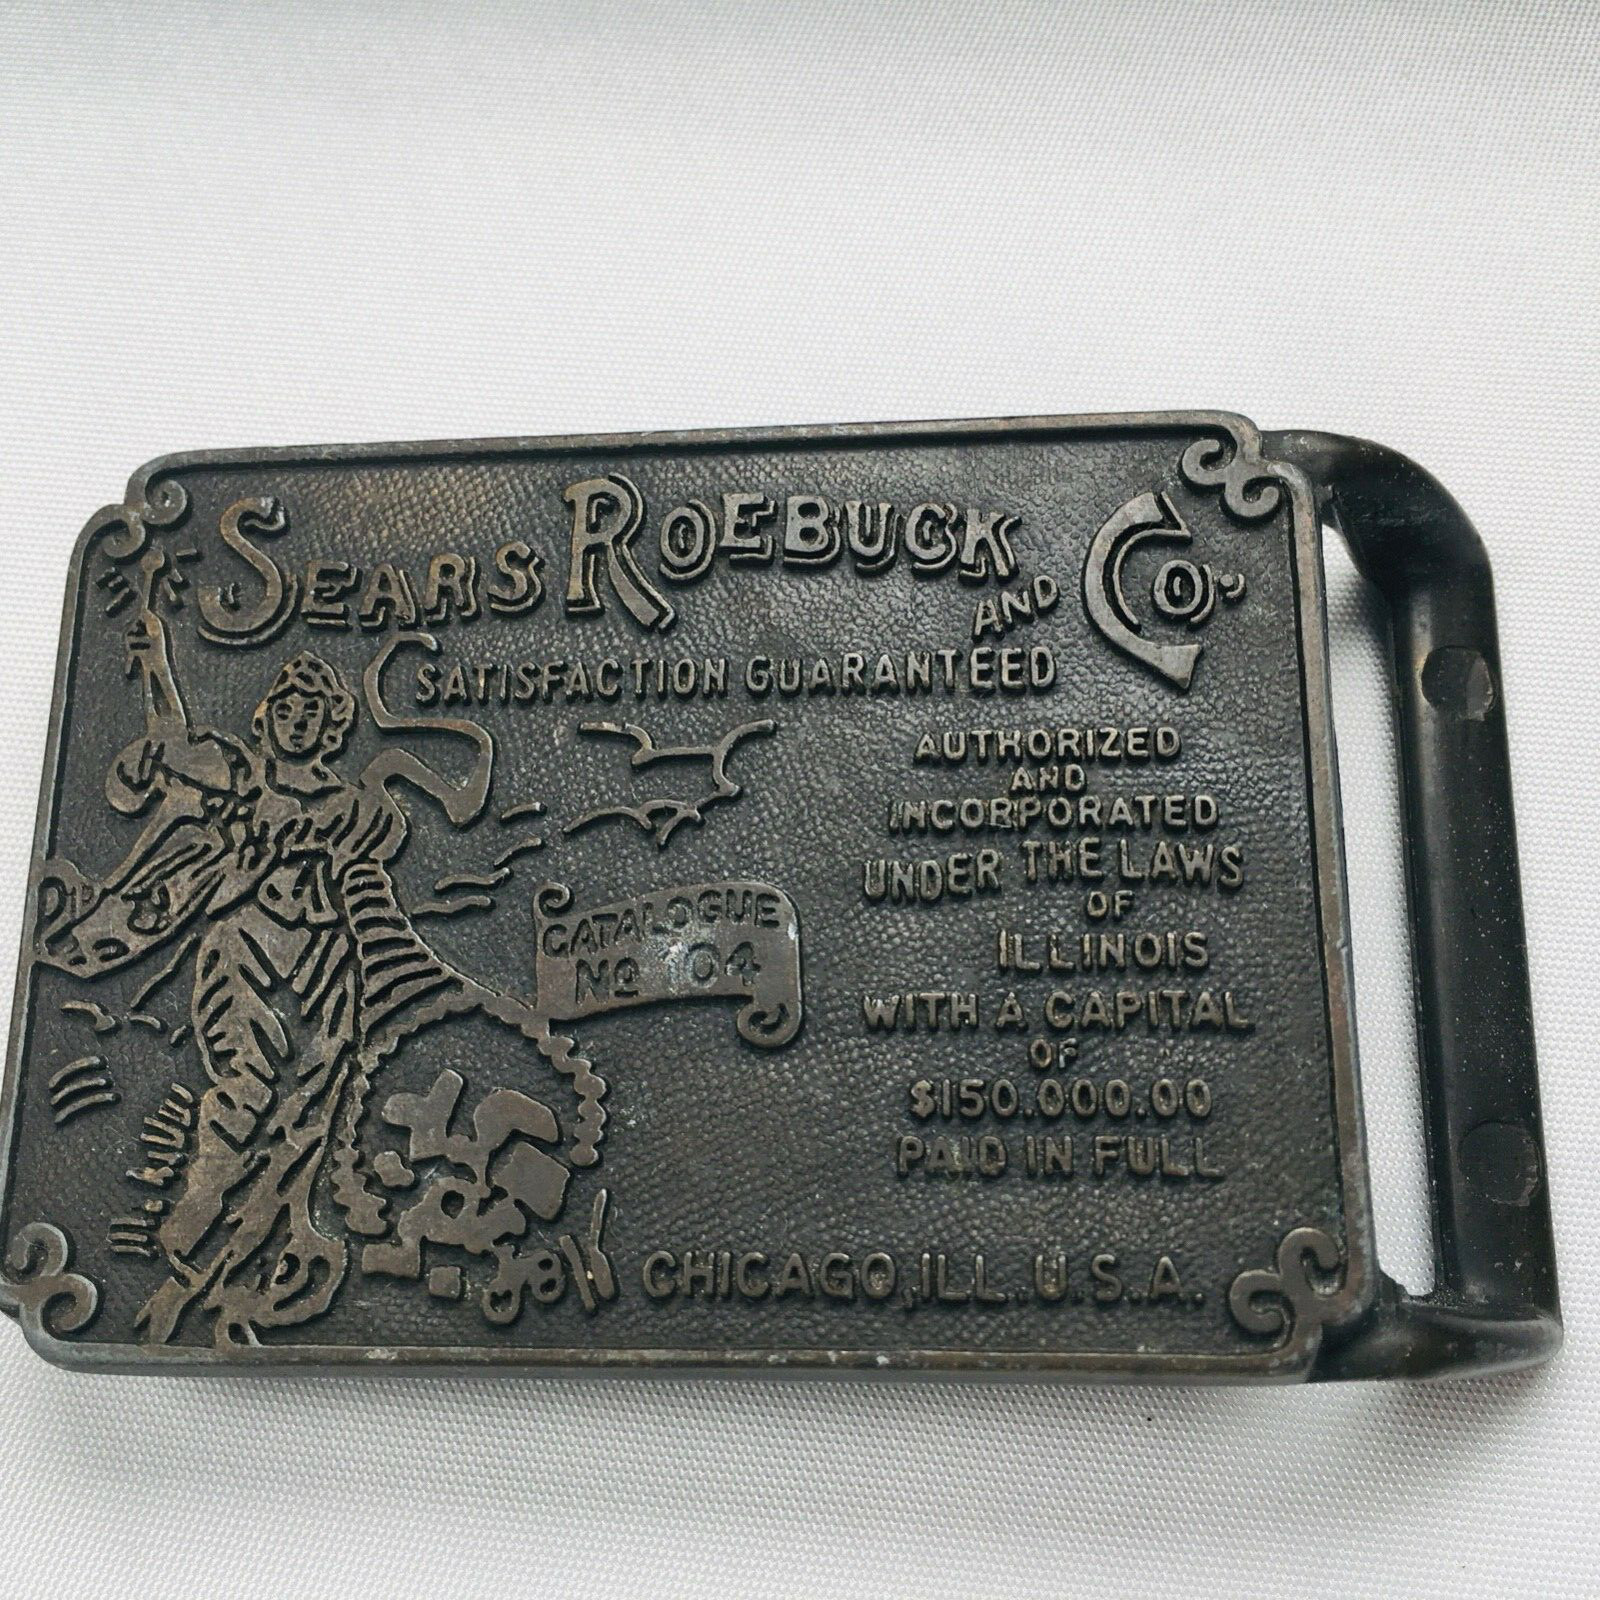 SEARS ROEBUCK AND CO.
SATISFACTION GUARANTEED
AUTHORIZED
AND
INCORPORATED
UNDER THE LAWS
OF
ILLINOIS
WITH A CAPITAL
OF
$150.000.00
PAID IN FULL
CATALOGUE
No 104
CHICAGO, ILL. U.S.A.